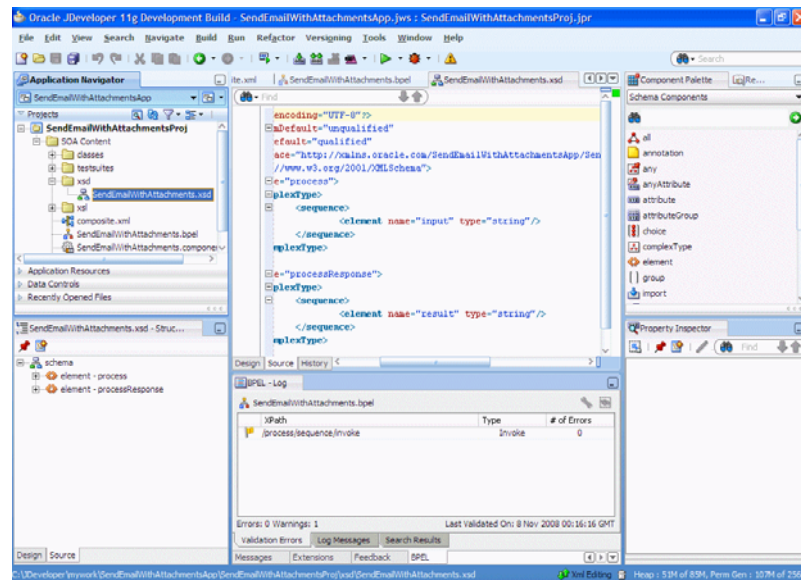 Oracle JDeveloper 11g Development Build - SendEmailWithAttachmentsApp.jws : SendEmailWithAttachmentsProj.jpr
File Edit View Search Navigate Build Run Refactor Versioning Tools Window Help
Search
Application Navigator
SendEmailWithAttachmentsApp
Projects
SendEmailWithAttachmentsProj
SOA Content
classes
testsuites
xsd
SendEmailWithAttachments.xsd
xsl
composite.xml
SendEmailWithAttachments.bpel
SendEmailWithAttachments.compone
Application Resources
Data Controls
Recently Opened Files
SendEmailWithAttachments.xsd - Struc...
schema
element - process
element - processResponse
Design Source
ite.xml SendEmailWithAttachments.bpel SendEmailWithAttachments.xsd
Find
encoding="UTF-8"?>
mDefault="unqualified"
efault="qualified"
ace="http://xmlns.oracle.com/SendEmailWithAttachmentsApp/Sen
//www.w3.org/2001/XMLSchema">
e="process">
plexType>
<sequence>
<element name="input" type="string"/>
</sequence>
mplexType>
e="processResponse">
plexType>
<sequence>
<element name="result" type="string"/>
</sequence>
mplexType>
Design Source History
BPEL - Log
SendEmailWithAttachments.bpel
XPath Type # of Errors
/process/sequence/invoke Invoke 0
Errors: 0 Warnings: 1 Last Validated On: 8 Nov 2008 00:16:16 GMT
Validation Errors Log Messages Search Results
Messages Extensions Feedback BPEL
Component Palette Re...
Schema Components
all
annotation
any
anyAttribute
attribute
attributeGroup
choice
complexType
element
group
import
Property Inspector
Find
C:\JDeveloper\mywork\SendEmailWithAttachmentsApp\SendEmailWithAttachmentsProj\xsd\SendEmailWithAttachments.xsd
Xml Editing Heap : 51M of 85M, Perm Gen : 107M of 256